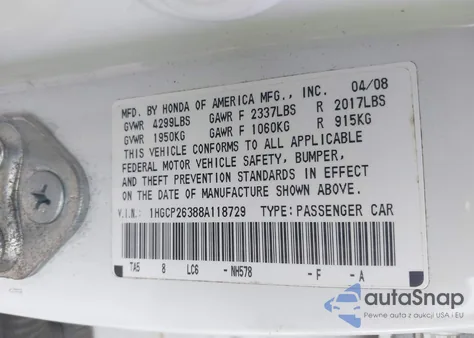 MFD. BY HONDA OF AMERICA MFG., INC. 04/08
GVWR 4299LBS GAWR F 2337LBS R 2017LBS
GVWR 1950KG GAWR F 1060KG R 915KG
THIS VEHICLE CONFORMS TO ALL APPLICABLE
FEDERAL MOTOR VEHICLE SAFETY, BUMPER,
AND THEFT PREVENTION STANDARDS IN EFFECT
ON THE DATE OF MANUFACTURE SHOWN ABOVE.
V.I.N.: 1HGCP26388A118729 TYPE: PASSENGER CAR
TA5 8 LC6 -NH578 -F -A
autoSnap
Pewne auta z aukcji USA i EU